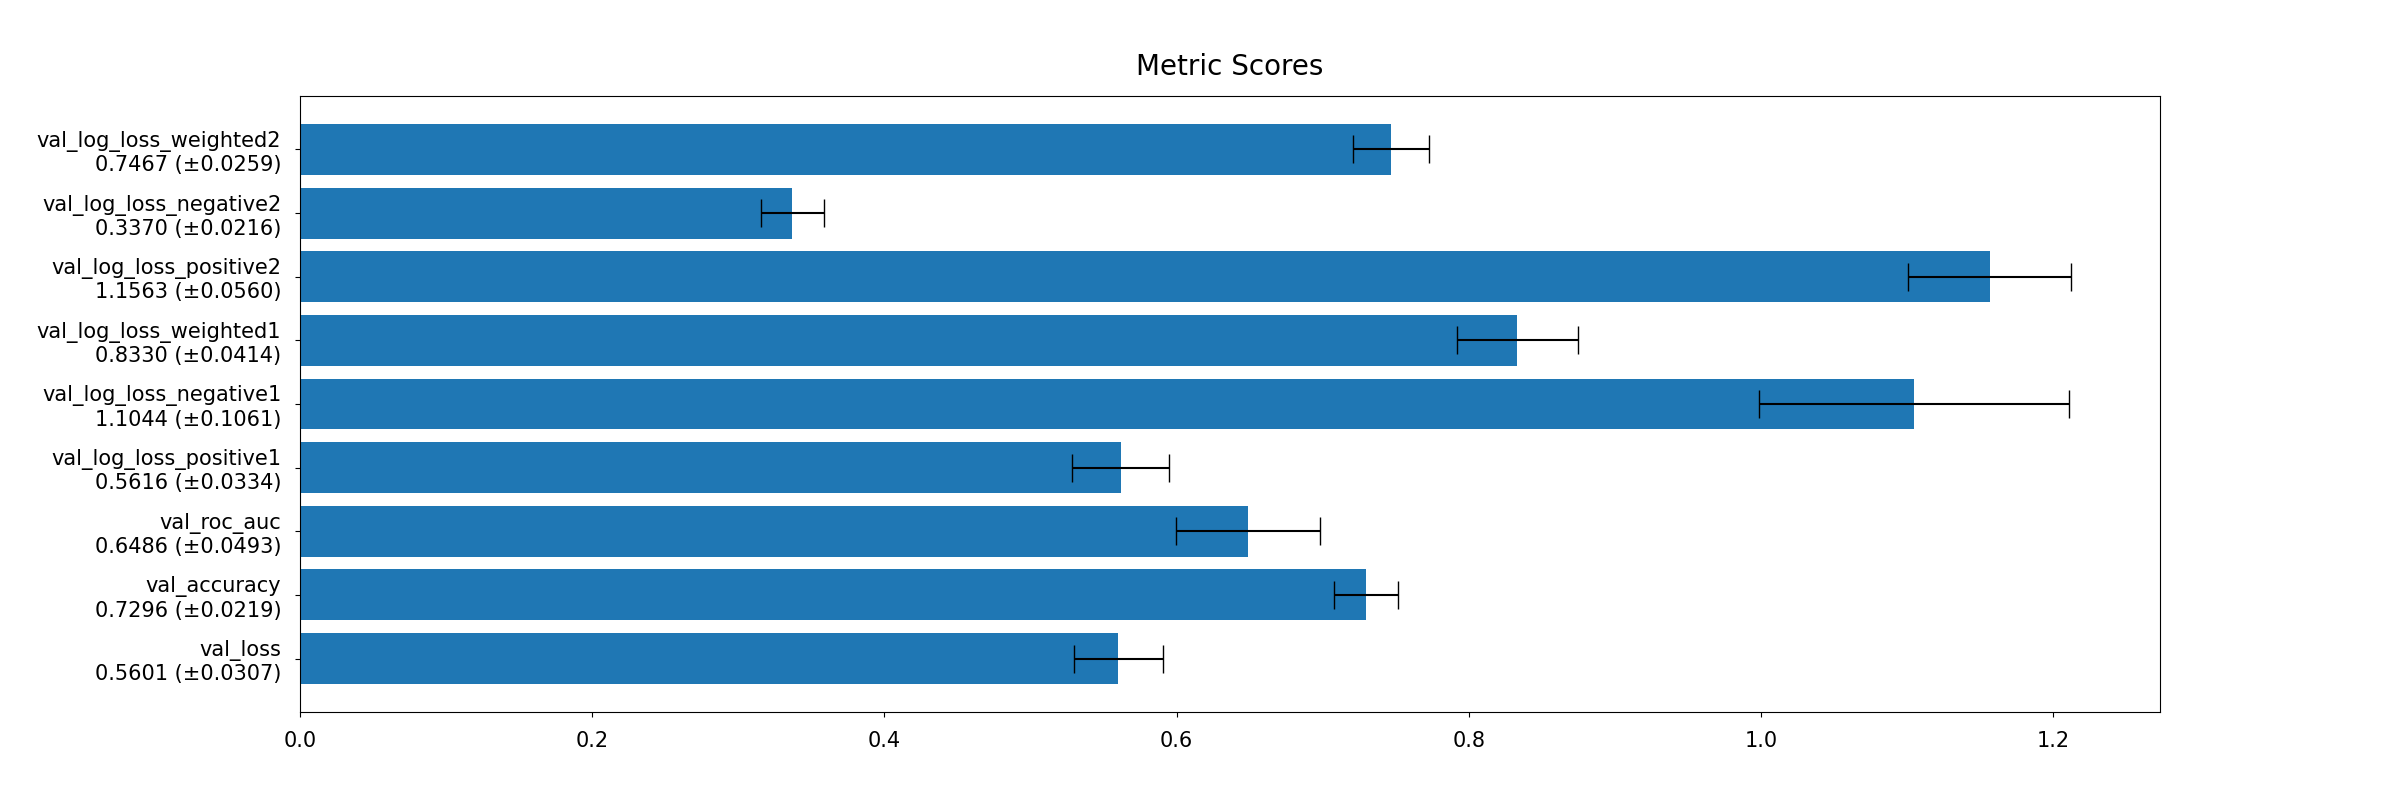 Metric Scores
val_log_loss_weighted2
0.7467 (±0.0259)
val_log_loss_negative2
0.3370 (±0.0216)
val_log_loss_positive2
1.1563 (±0.0560)
val_log_loss_weighted1
0.8330 (±0.0414)
val_log_loss_negative1
1.1044 (±0.1061)
val_log_loss_positive1
0.5616 (±0.0334)
val_roc_auc
0.6486 (±0.0493)
val_accuracy
0.7296 (±0.0219)
val_loss
0.5601 (±0.0307)
0.0 0.2 0.4 0.6 0.8 1.0 1.2